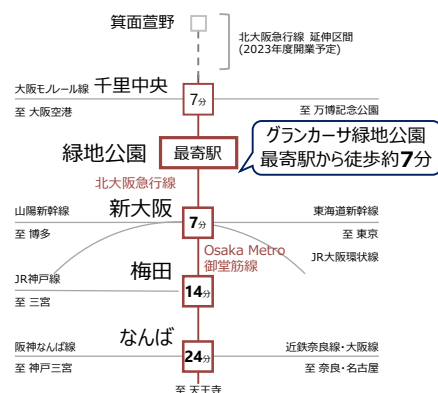 箕面萱野
北大阪急行線 延伸区間
(2023年度開業予定)
大阪モノレール線
千里中央
7分
至 大阪空港
至 万博記念公園
緑地公園
最寄駅
グランカーサ緑地公園
最寄駅から徒歩約7分
北大阪急行線
新大阪
山陽新幹線
7分
東海道新幹線
至 博多
至 東京
Osaka Metro
御堂筋線
JR大阪環状線
梅田
JR神戸線
14分
至 三宮
なんば
阪神なんば線
24分
近鉄奈良線・大阪線
至 神戸三宮
至 奈良・名古屋
至 天王寺